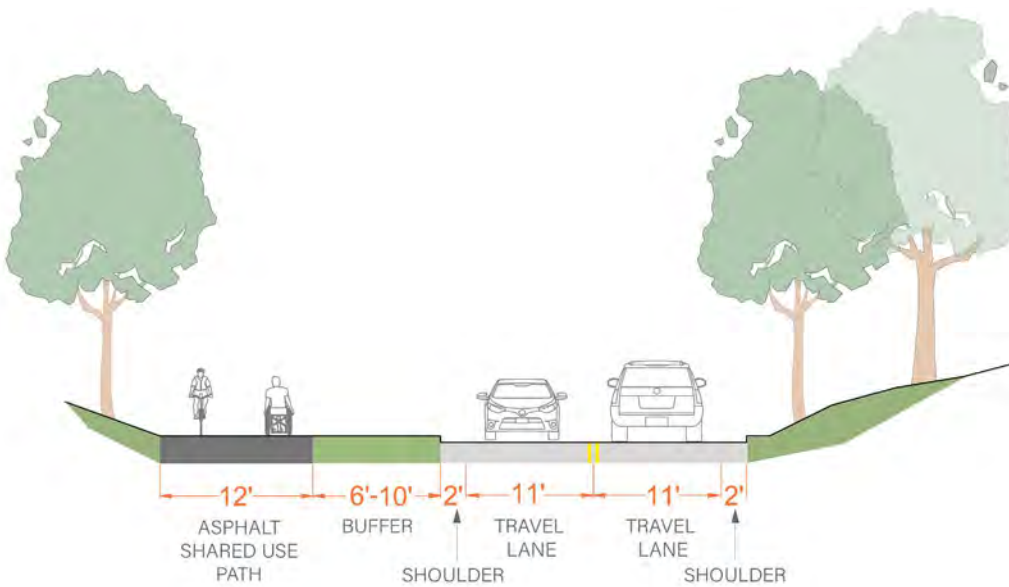 12' 6'-10' 2' 11' 11' 2'
ASPHALT
SHARED USE
PATH
BUFFER
SHOULDER
TRAVEL
LANE
TRAVEL
LANE
SHOULDER